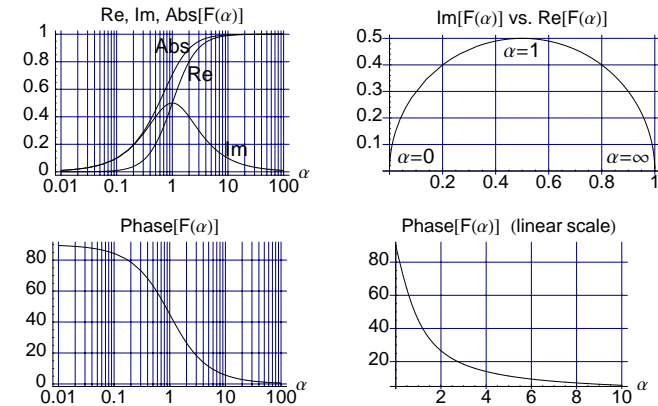 Re, Im, Abs[F(α)]
1
0.8
0.6
0.4
0.2
0
Abs
Re
Im
0.01 0.1 1 10 100 α
Im[F(α)] vs. Re[F(α)]
0.5
0.4
0.3
0.2
0.1
α=1
α=0 α=∞
0.2 0.4 0.6 0.8 1
Phase[F(α)]
80
60
40
20
0
0.01 0.1 1 10 100 α
Phase[F(α)] (linear scale)
80
60
40
20
2 4 6 8 10 α